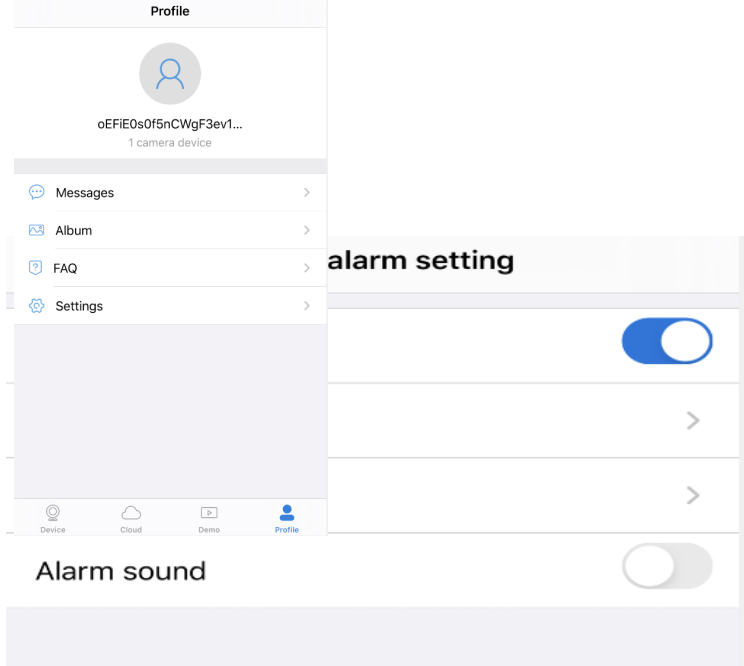 Profile
oEFiE0s0f5nCWgF3ev1...
1 camera device
Messages
Album
FAQ
Settings
Device
Cloud
Demo
Profile
alarm setting
Alarm sound